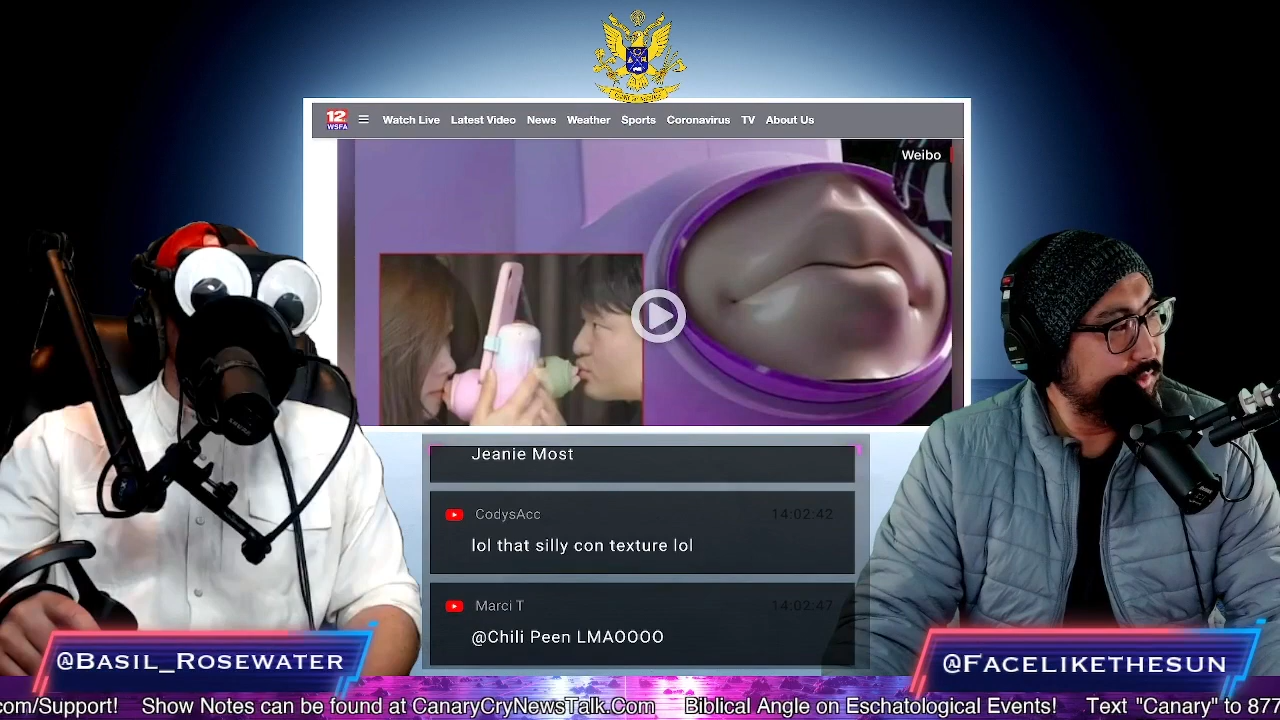 12
WSFA
Watch Live Latest Video News Weather Sports Coronavirus TV About Us
Weibo
Jeanie Most
CodysAcc 14:02:42
lol that silly con texture lol
Marci T 14:02:47
@Chili Peen LMAOOOO
@BASIL_ROSEWATER
@FACELIKETHESUN
com/Support! Show Notes can be found at CanaryCryNewsTalk.Com Biblical Angle on Eschatological Events! Text "Canary" to 877